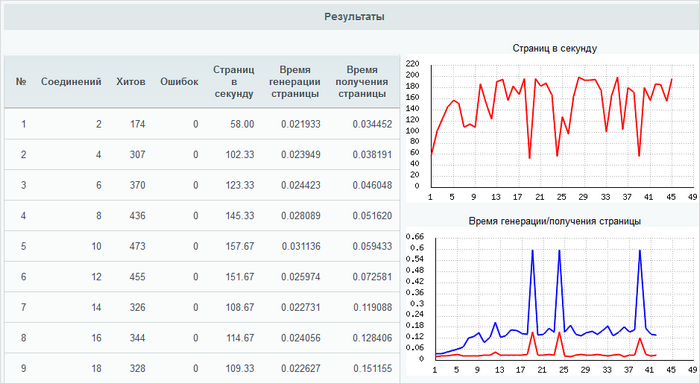 Результаты
№ Соединений Хитов Ошибок Страниц в секунду Время генерации страницы Время получения страницы
1 2 174 0 58.00 0.021933 0.034452
2 4 307 0 102.33 0.023949 0.038191
3 6 370 0 123.33 0.024423 0.046048
4 8 436 0 145.33 0.028089 0.051620
5 10 473 0 157.67 0.031136 0.059433
6 12 455 0 151.67 0.025974 0.072581
7 14 326 0 108.67 0.022731 0.119088
8 16 344 0 114.67 0.024056 0.128406
9 18 328 0 109.33 0.022627 0.151155
Страниц в секунду
220
200
180
160
140
120
100
80
60
40
20
0
1 5 9 13 17 21 25 29 33 37 41 45 49
Время генерации/получения страницы
0.66
0.6
0.54
0.48
0.42
0.36
0.3
0.24
0.18
0.12
0.06
0
1 5 9 13 17 21 25 29 33 37 41 45 49